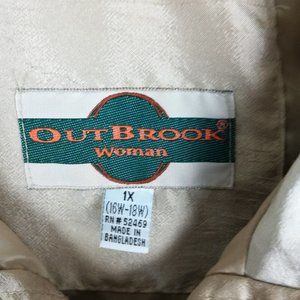 OUTBROOK®
Woman
1X
(16W-18W)
RN# 52469
MADE IN
BANGLADESH